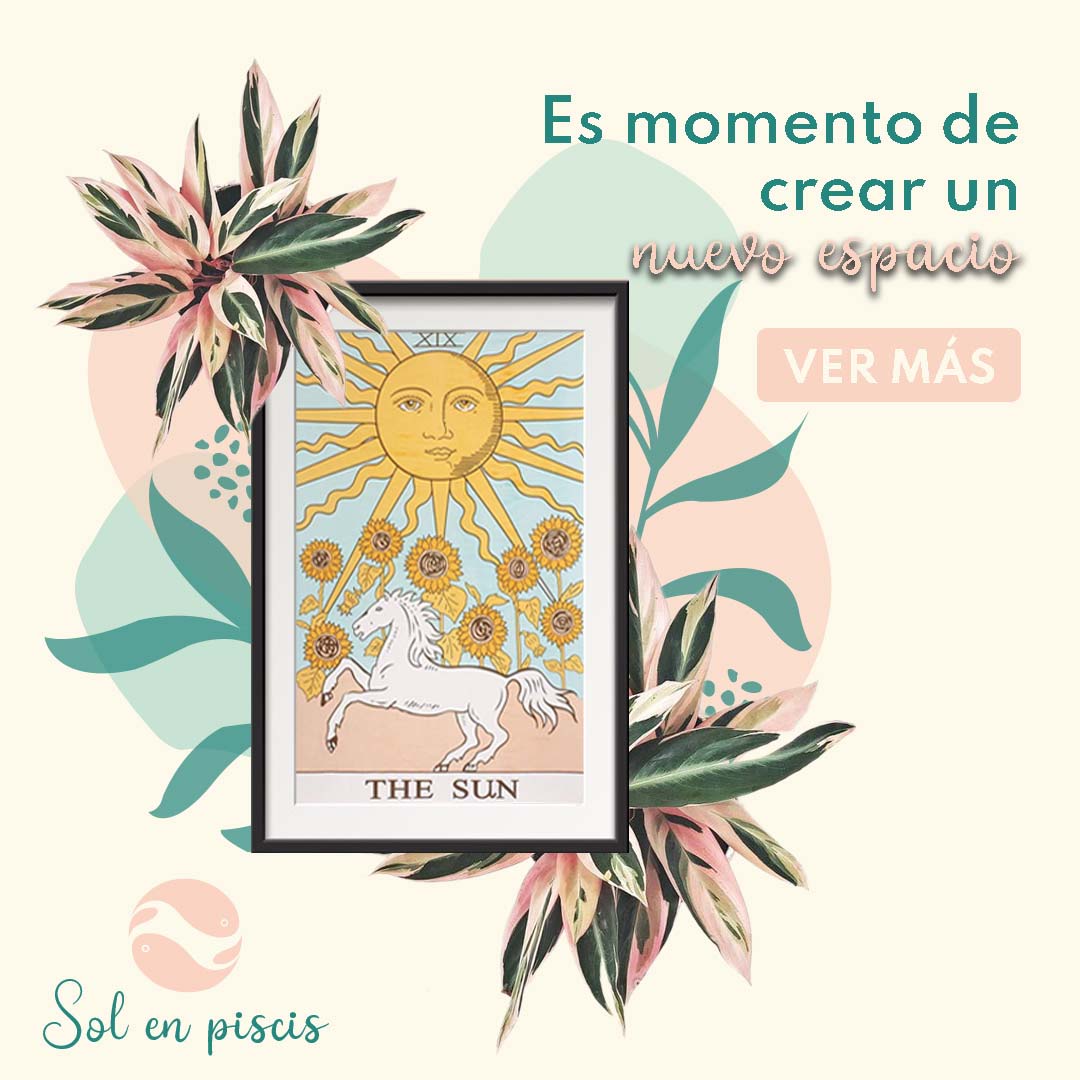 Es momento de
crear un
nuevo espacio
VER MÁS
XIX
THE SUN
Sol en piscis